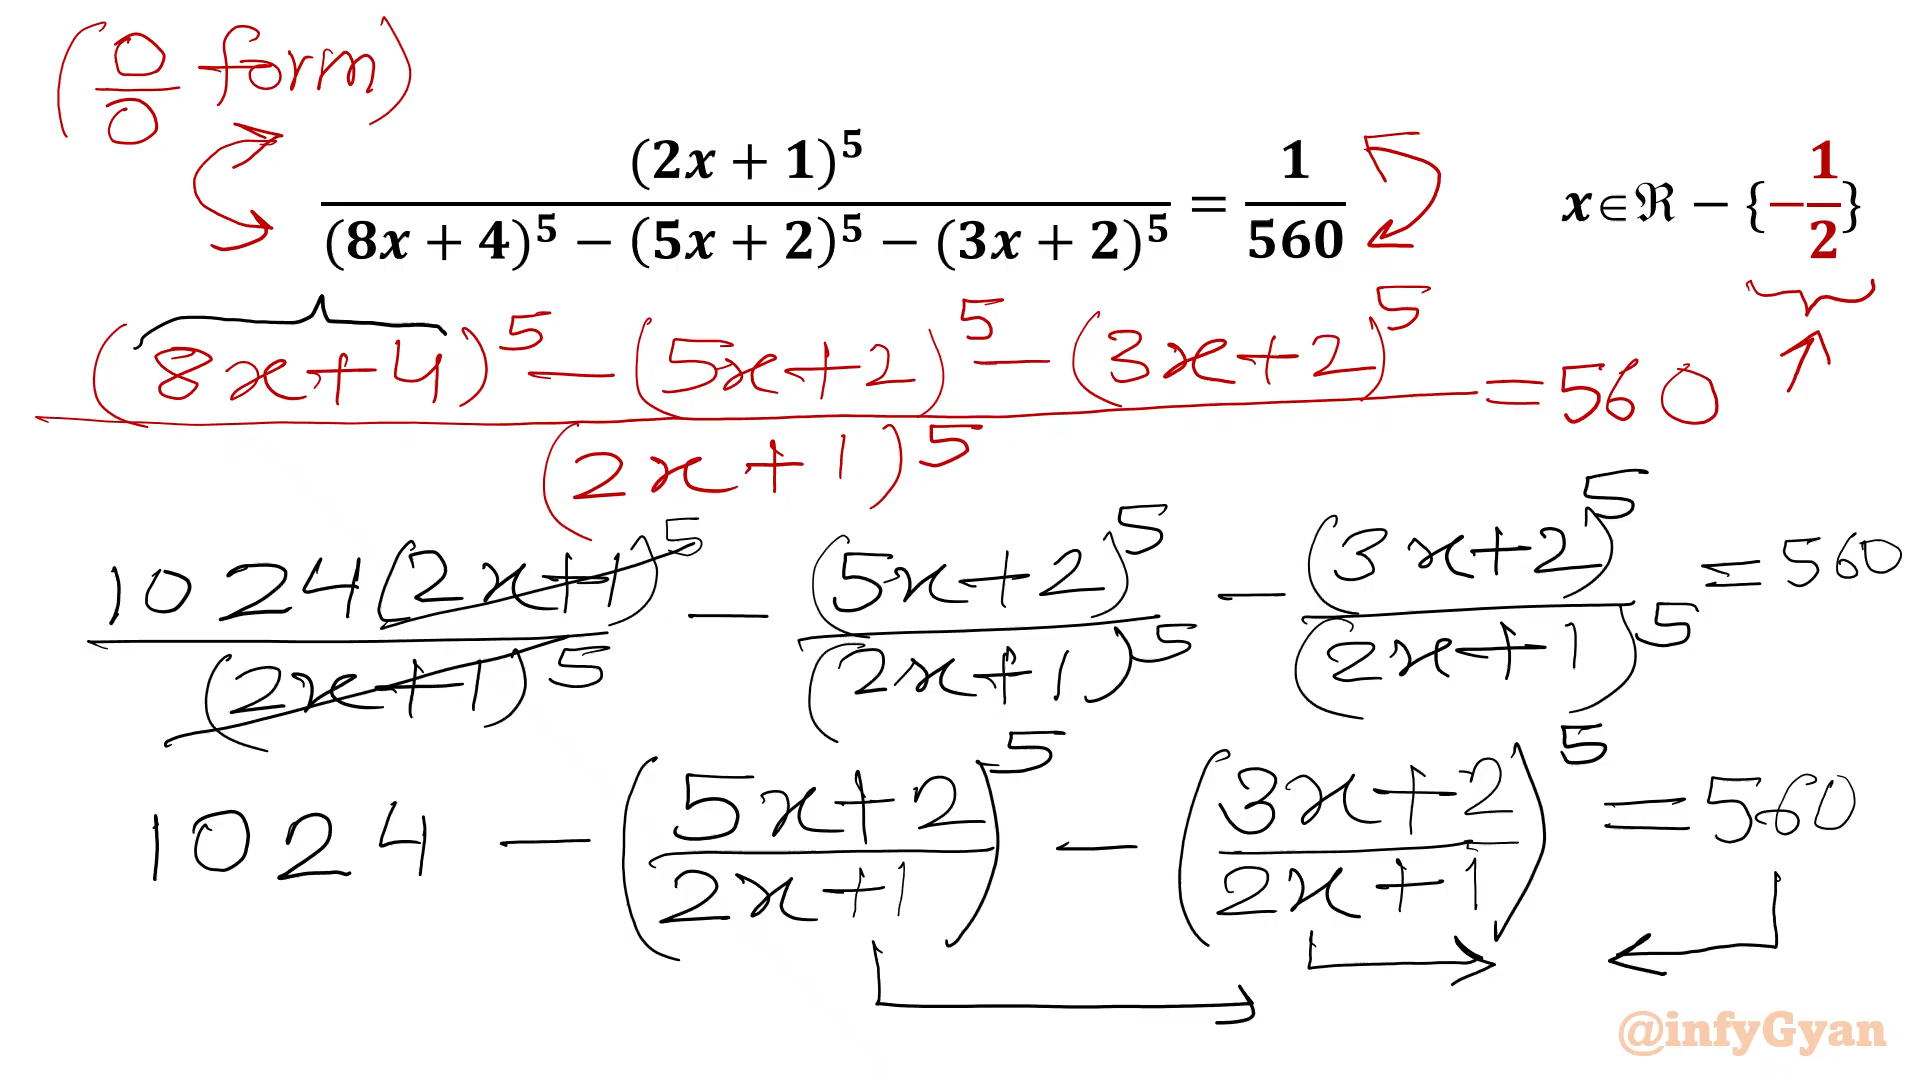 (0/0 form)
(2x + 1)^5 / ((8x + 4)^5 − (5x + 2)^5 − (3x + 2)^5) = 1/560    x∈ℜ − {−1/2}
((8x+4)^5 − (5x+2)^5 − (3x+2)^5) / (2x+1)^5 = 560
1024(2x+1)^5 / (2x+1)^5 − (5x+2)^5 / (2x+1)^5 − (3x+2)^5 / (2x+1)^5 = 560
1024 − ((5x+2)/(2x+1))^5 − ((3x+2)/(2x+1))^5 = 560
@infyGyan